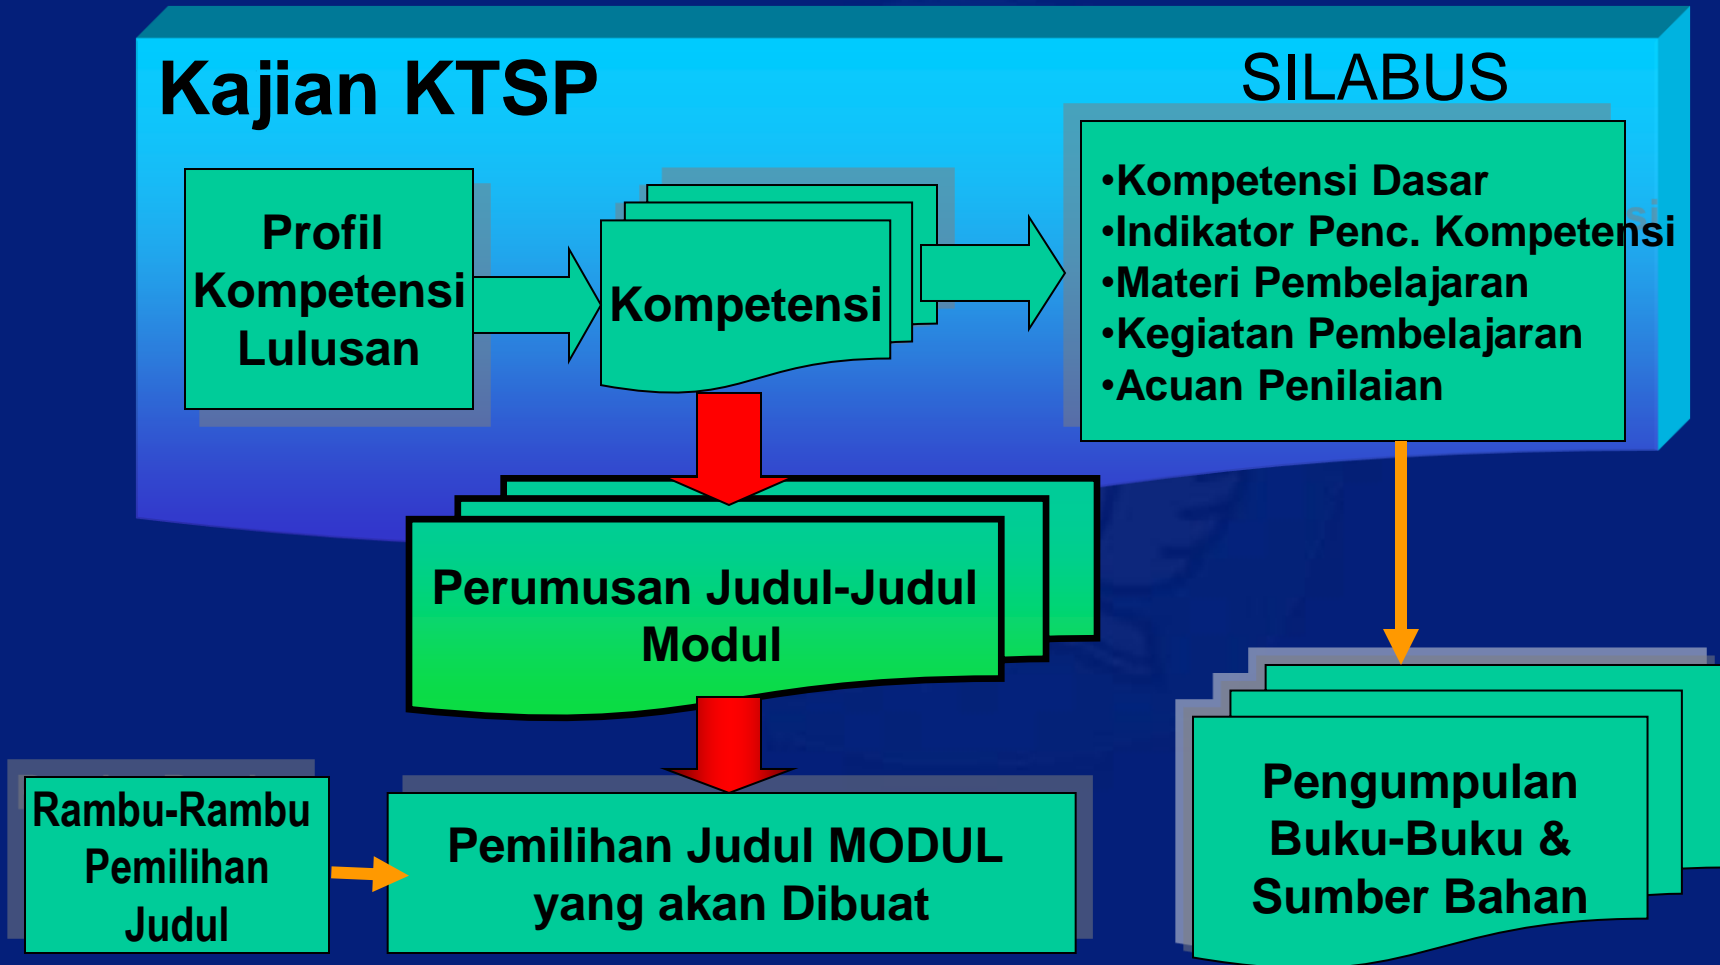 Kajian KTSP
SILABUS
Profil
Kompetensi
Lulusan
Kompetensi
•Kompetensi Dasar
•Indikator Penc. Kompetensi
•Materi Pembelajaran
•Kegiatan Pembelajaran
•Acuan Penilaian
Perumusan Judul-Judul
Modul
Rambu-Rambu
Pemilihan
Judul
Pemilihan Judul MODUL
yang akan Dibuat
Pengumpulan
Buku-Buku &
Sumber Bahan